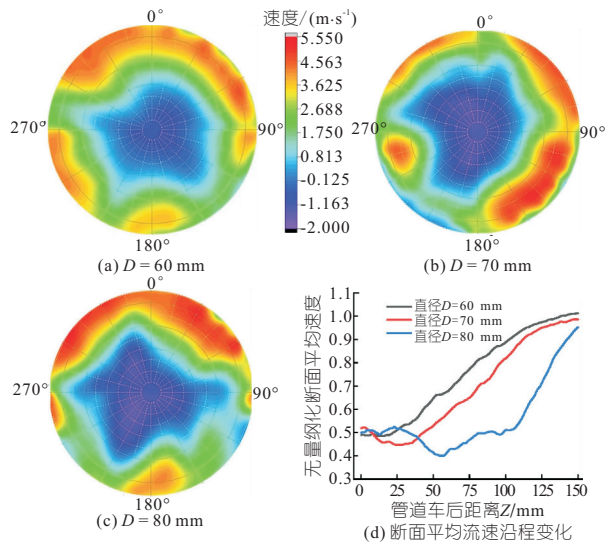 0°
270°
90°
180°
(a) D = 60 mm
速度/(m·s⁻¹)
5.550
4.563
3.625
2.688
1.750
0.813
-0.125
-1.163
-2.000
0°
270°
90°
180°
(b) D = 70 mm
0°
270°
90°
180°
(c) D = 80 mm
无量纲化断面平均速度
1.1
1.0
0.9
0.8
0.7
0.6
0.5
0.4
0.3
直径D=60 mm
直径D=70 mm
直径D=80 mm
0 25 50 75 100 125 150
管道车后距离Z/mm
(d) 断面平均流速沿程变化